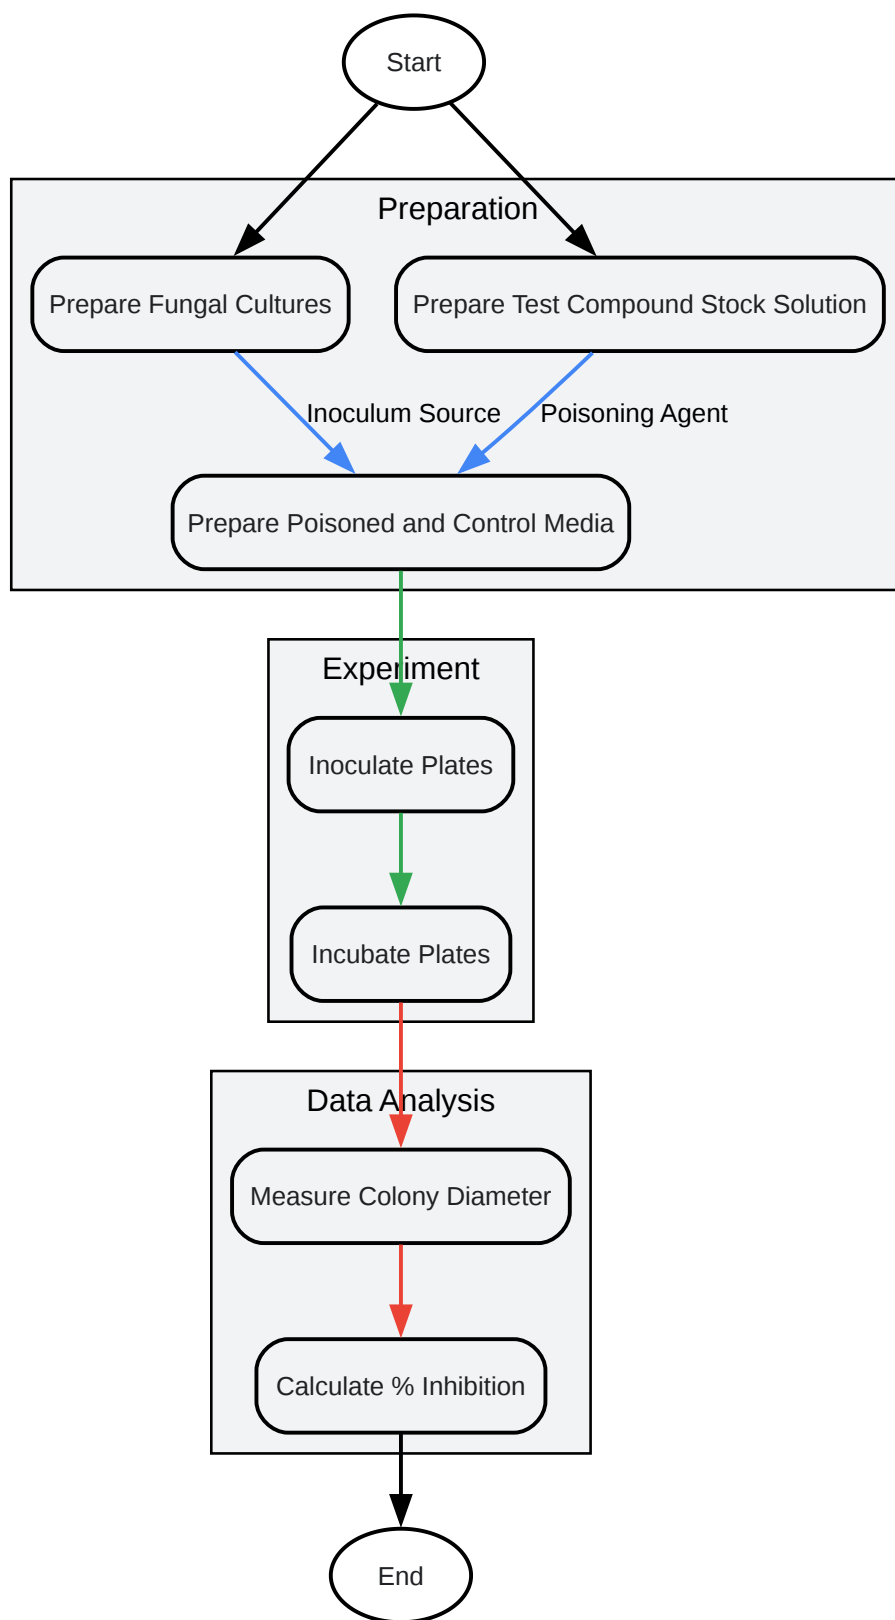 Start
Preparation
Prepare Fungal Cultures
Prepare Test Compound Stock Solution
Inoculum Source
Poisoning Agent
Prepare Poisoned and Control Media
Experiment
Inoculate Plates
Incubate Plates
Data Analysis
Measure Colony Diameter
Calculate % Inhibition
End